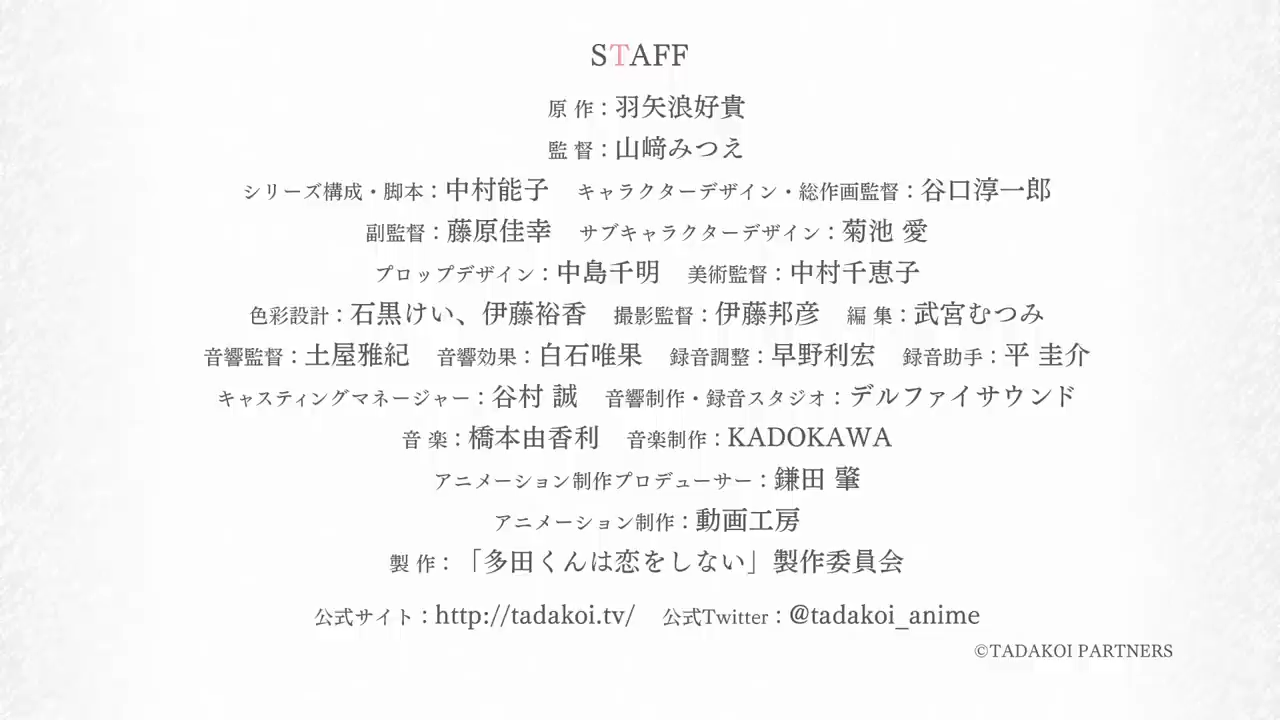 STAFF
原 作：羽矢浪好貴
監 督：山﨑みつえ
シリーズ構成・脚本：中村能子　キャラクターデザイン・総作画監督：谷口淳一郎
副監督：藤原佳幸　サブキャラクターデザイン：菊池 愛
プロップデザイン：中島千明　美術監督：中村千恵子
色彩設計：石黒けい、伊藤裕香　撮影監督：伊藤邦彦　編 集：武宮むつみ
音響監督：土屋雅紀　音響効果：白石唯果　録音調整：早野利宏　録音助手：平 圭介
キャスティングマネージャー：谷村 誠　音響制作・録音スタジオ：デルファイサウンド
音 楽：橋本由香利　音楽制作：KADOKAWA
アニメーション制作プロデューサー：鎌田 肇
アニメーション制作：動画工房
製 作：「多田くんは恋をしない」製作委員会
公式サイト：http://tadakoi.tv/　公式Twitter：@tadakoi_anime
©TADAKOI PARTNERS